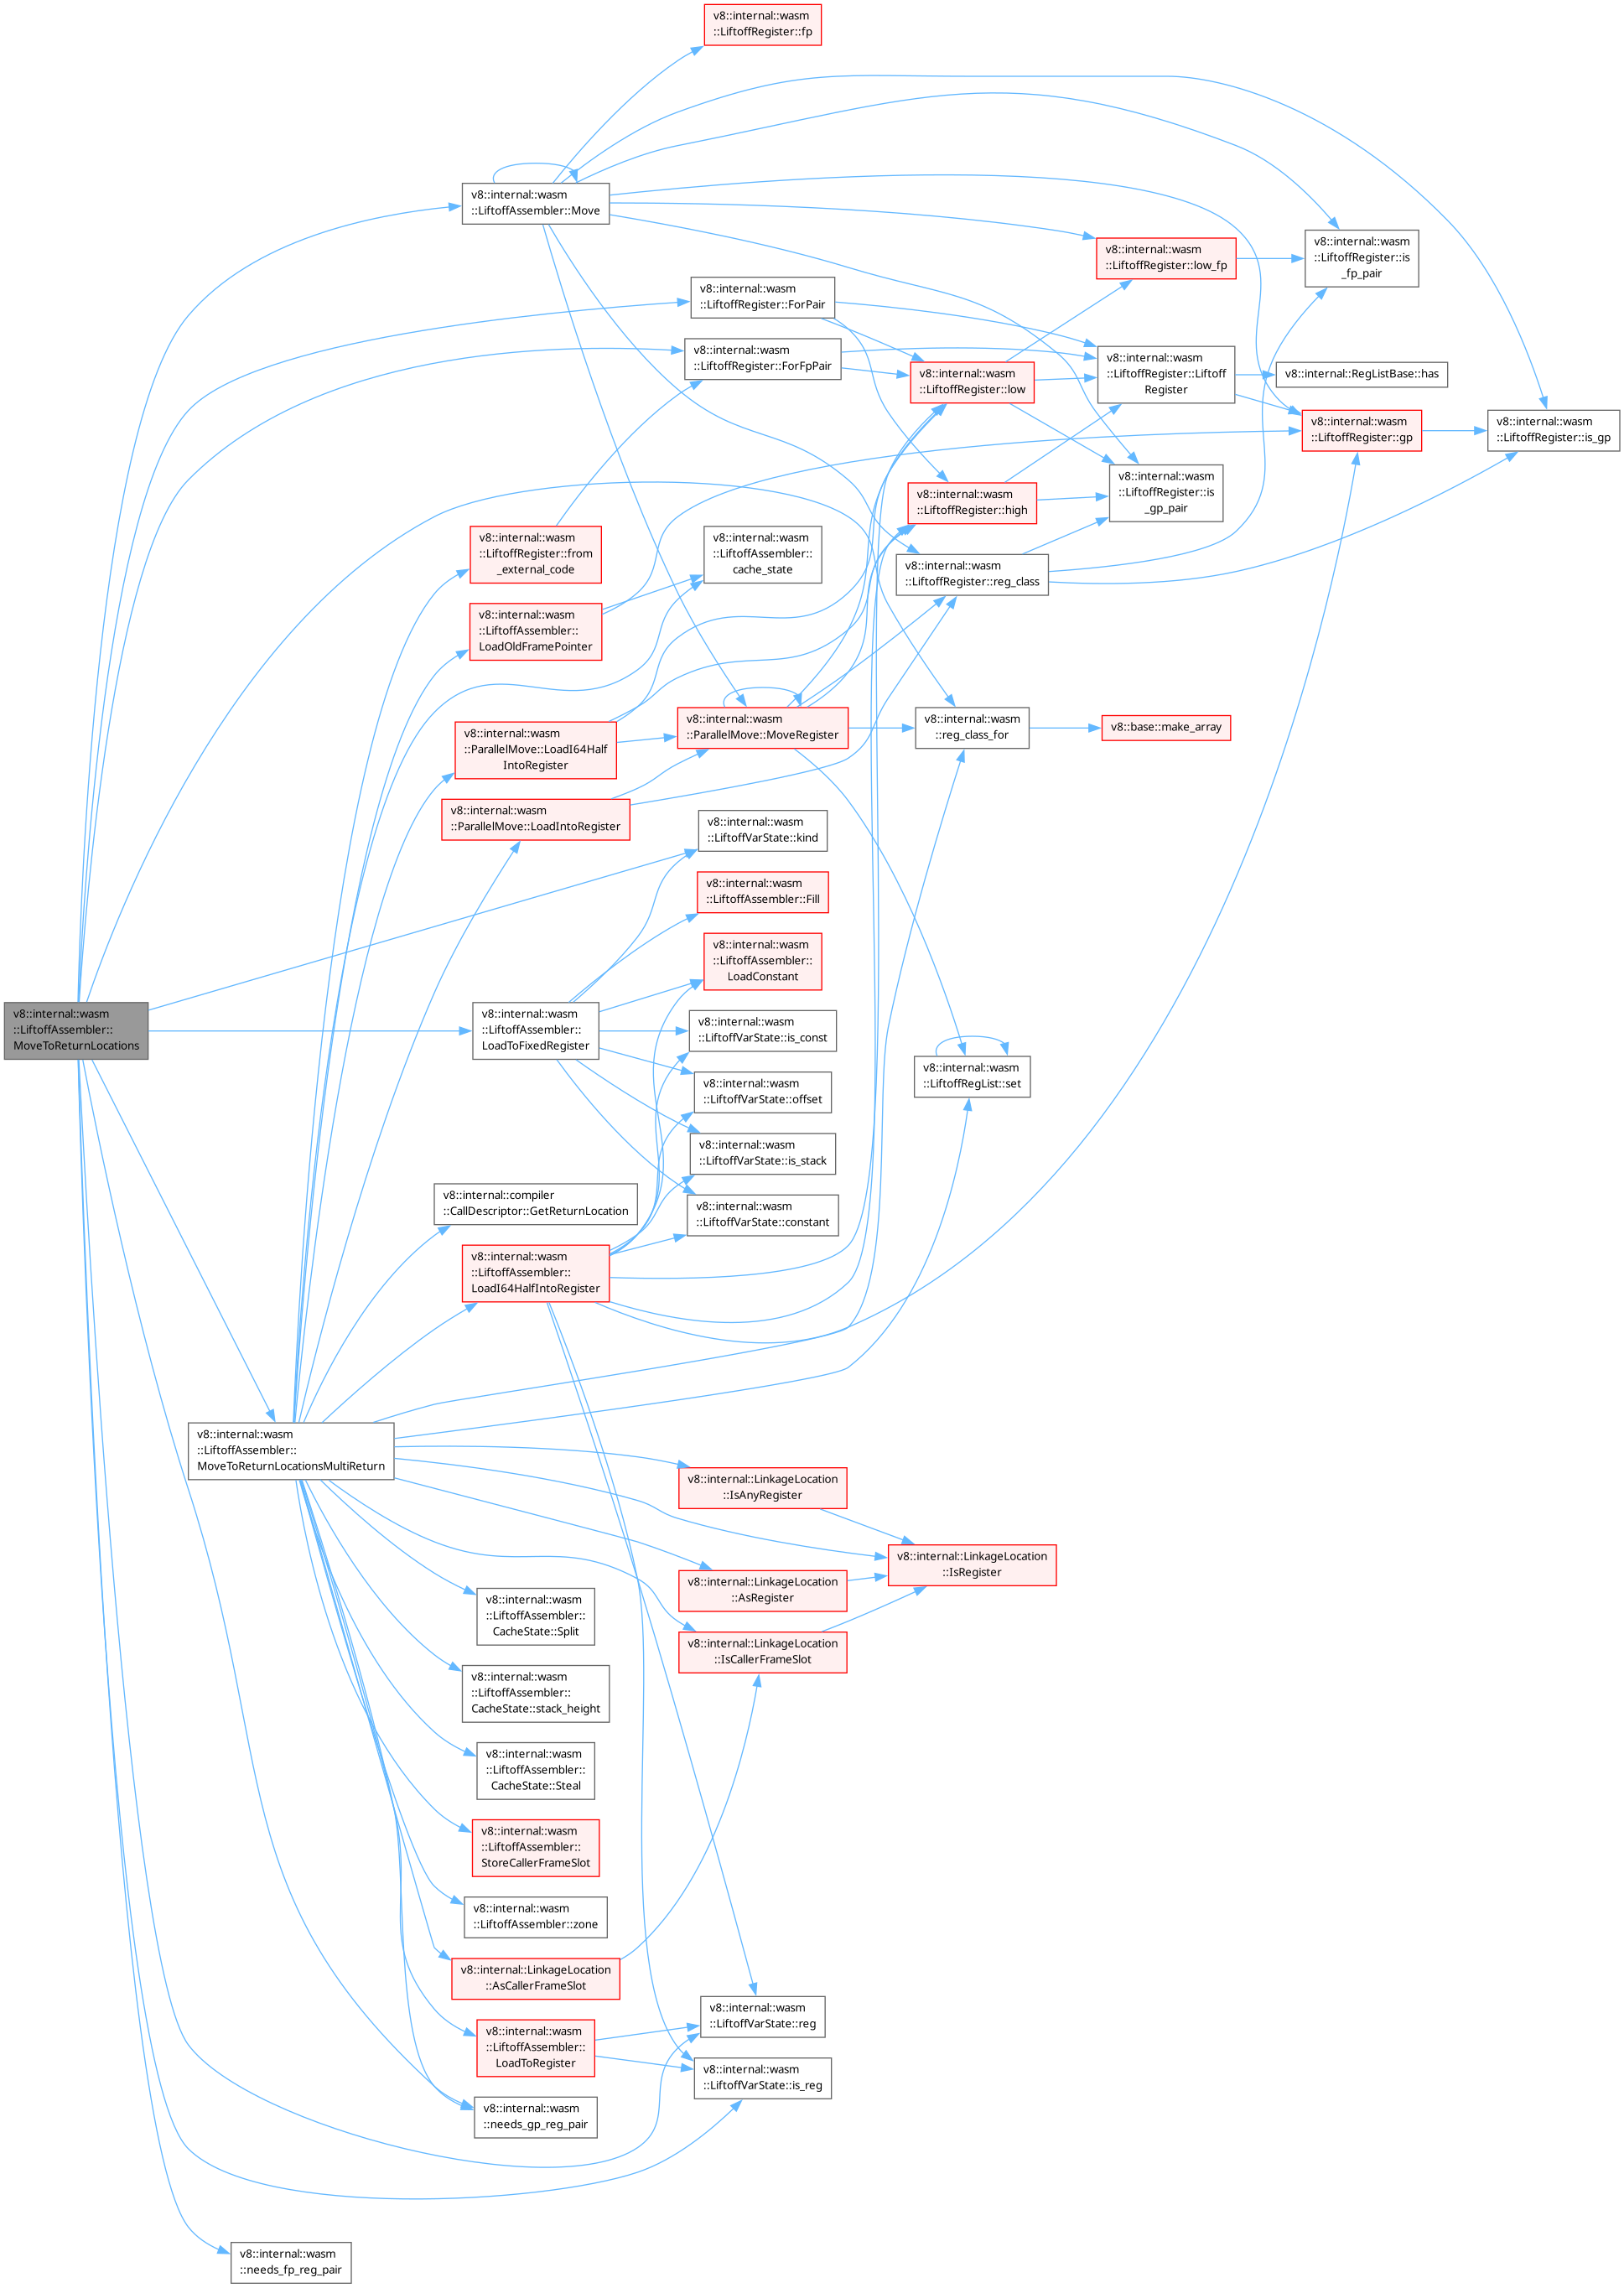 v8::internal::wasm
::LiftoffRegister::fp
v8::internal::wasm
::LiftoffAssembler::Move
v8::internal::wasm
::LiftoffRegister::is
_fp_pair
v8::internal::wasm
::LiftoffRegister::low_fp
v8::internal::wasm
::LiftoffRegister::ForPair
v8::internal::wasm
::LiftoffRegister::ForFpPair
v8::internal::wasm
::LiftoffRegister::low
v8::internal::wasm
::LiftoffRegister::Liftoff
Register
v8::internal::RegListBase::has
v8::internal::wasm
::LiftoffRegister::gp
v8::internal::wasm
::LiftoffRegister::is_gp
v8::internal::wasm
::LiftoffRegister::high
v8::internal::wasm
::LiftoffRegister::is
_gp_pair
v8::internal::wasm
::LiftoffRegister::from
_external_code
v8::internal::wasm
::LiftoffAssembler::
cache_state
v8::internal::wasm
::LiftoffRegister::reg_class
v8::internal::wasm
::LiftoffAssembler::
LoadOldFramePointer
v8::internal::wasm
::ParallelMove::LoadI64Half
IntoRegister
v8::internal::wasm
::ParallelMove::MoveRegister
v8::internal::wasm
::reg_class_for
v8::base::make_array
v8::internal::wasm
::ParallelMove::LoadIntoRegister
v8::internal::wasm
::LiftoffVarState::kind
v8::internal::wasm
::LiftoffAssembler::Fill
v8::internal::wasm
::LiftoffAssembler::
LoadConstant
v8::internal::wasm
::LiftoffAssembler::
MoveToReturnLocations
v8::internal::wasm
::LiftoffAssembler::
LoadToFixedRegister
v8::internal::wasm
::LiftoffVarState::is_const
v8::internal::wasm
::LiftoffVarState::offset
v8::internal::wasm
::LiftoffRegList::set
v8::internal::wasm
::LiftoffVarState::is_stack
v8::internal::compiler
::CallDescriptor::GetReturnLocation
v8::internal::wasm
::LiftoffVarState::constant
v8::internal::wasm
::LiftoffAssembler::
LoadI64HalfIntoRegister
v8::internal::wasm
::LiftoffAssembler::
MoveToReturnLocationsMultiReturn
v8::internal::LinkageLocation
::IsAnyRegister
v8::internal::LinkageLocation
::IsRegister
v8::internal::LinkageLocation
::AsRegister
v8::internal::wasm
::LiftoffAssembler::
CacheState::Split
v8::internal::LinkageLocation
::IsCallerFrameSlot
v8::internal::wasm
::LiftoffAssembler::
CacheState::stack_height
v8::internal::wasm
::LiftoffAssembler::
CacheState::Steal
v8::internal::wasm
::LiftoffAssembler::
StoreCallerFrameSlot
v8::internal::wasm
::LiftoffAssembler::zone
v8::internal::LinkageLocation
::AsCallerFrameSlot
v8::internal::wasm
::LiftoffVarState::reg
v8::internal::wasm
::LiftoffAssembler::
LoadToRegister
v8::internal::wasm
::LiftoffVarState::is_reg
v8::internal::wasm
::needs_gp_reg_pair
v8::internal::wasm
::needs_fp_reg_pair